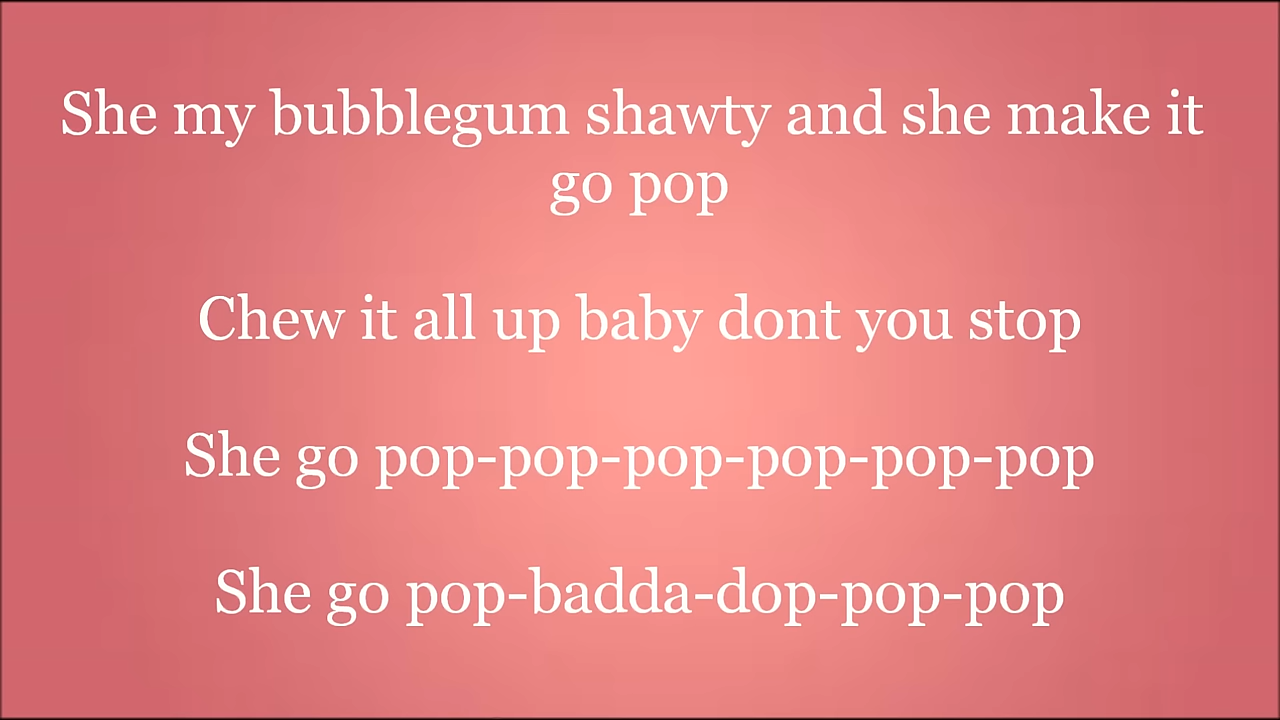 She my bubblegum shawty and she make it
go pop
Chew it all up baby dont you stop
She go pop-pop-pop-pop-pop-pop
She go pop-badda-dop-pop-pop